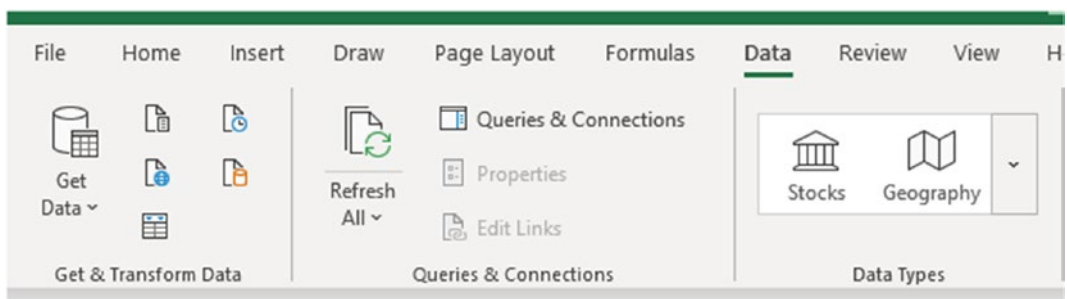 File Home Insert Draw Page Layout Formulas Data Review View H
Queries & Connections
Get
Data
Properties
Refresh
All
Stocks Geography
Edit Links
Get & Transform Data Queries & Connections Data Types